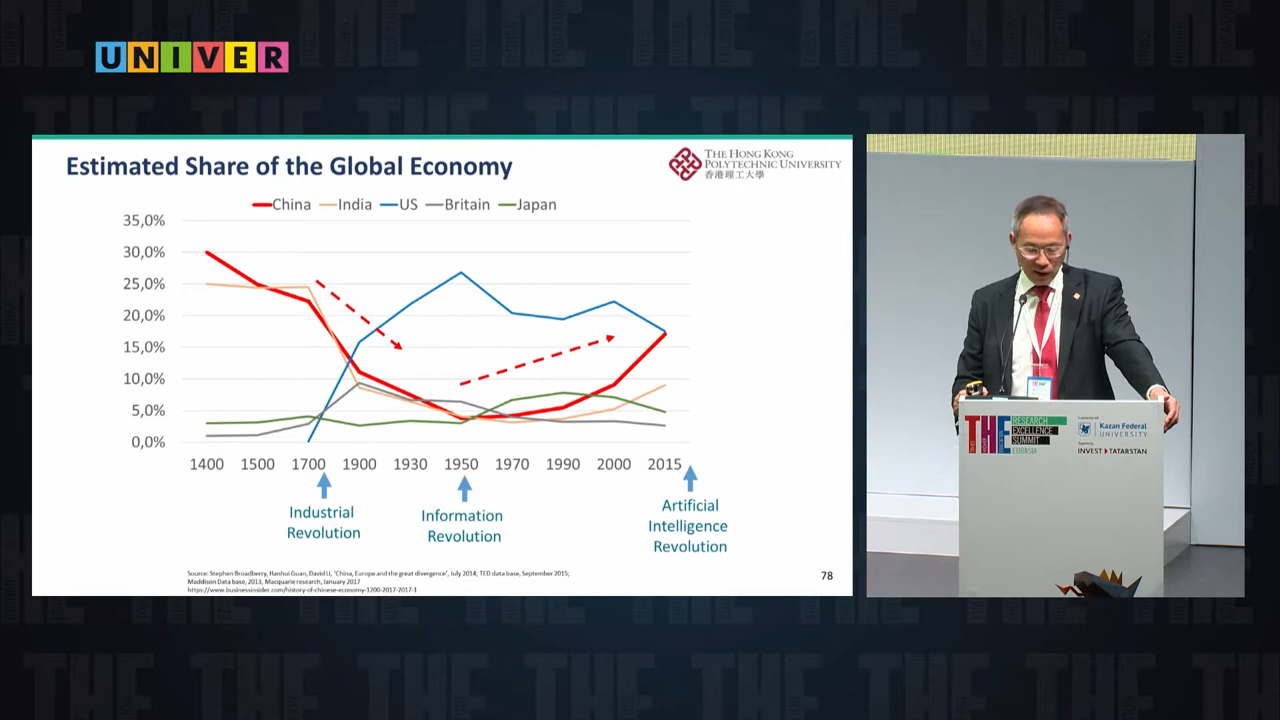 UNIVER
Estimated Share of the Global Economy
THE HONG KONG
POLYTECHNIC UNIVERSITY
香港理工大學
China India US Britain Japan
35,0%
30,0%
25,0%
20,0%
15,0%
10,0%
5,0%
0,0%
1400 1500 1700 1900 1930 1950 1970 1990 2000 2015
Industrial
Revolution
Information
Revolution
Artificial
Intelligence
Revolution
Source: Stephen Broadberry, Hanhui Guan, David Li, 'China, Europe and the great divergence', July 2014; TED data base, September 2015;
Maddison Data base, 2013, Macquarie research, January 2017
https://www.businessinsider.com/history-of-chinese-economy-1200-2017-2017-1
78
THE
RESEARCH
EXCELLENCE
SUMMIT
EURASIA
Kazan Federal
UNIVERSITY
INVEST TATARSTAN